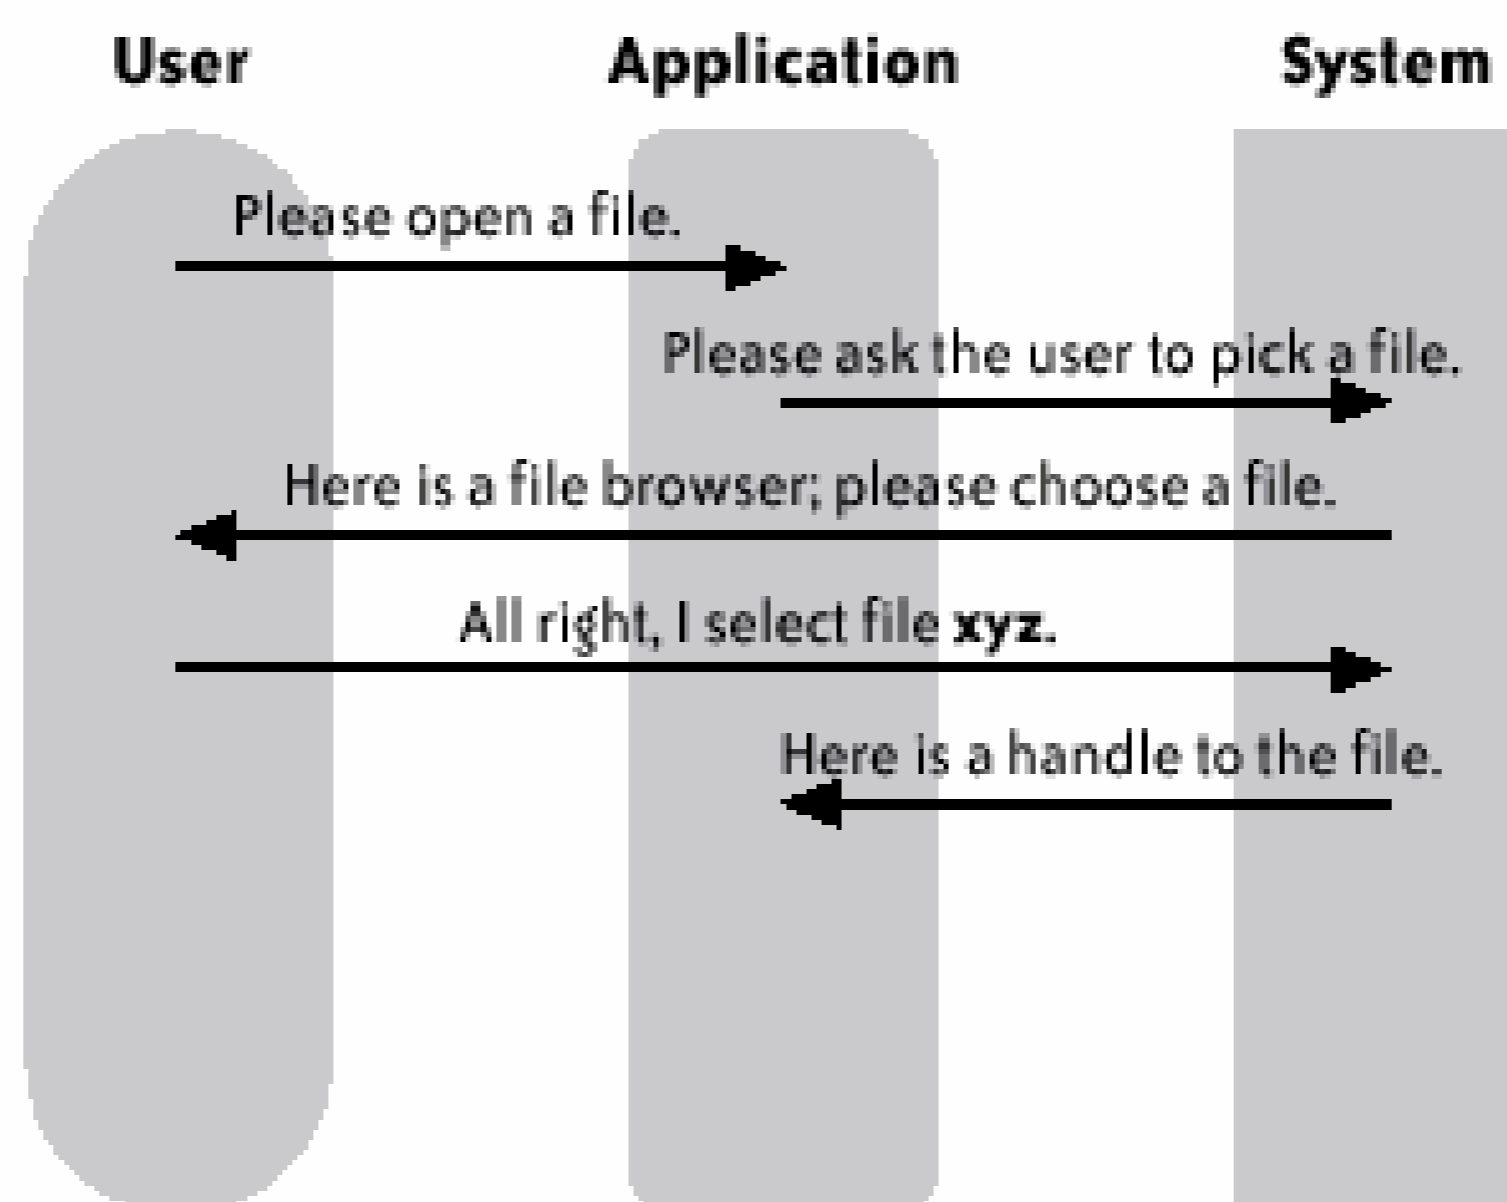 User Application System
Please open a file.
Please ask the user to pick a file.
Here is a file browser; please choose a file.
All right, I select file xyz.
Here is a handle to the file.